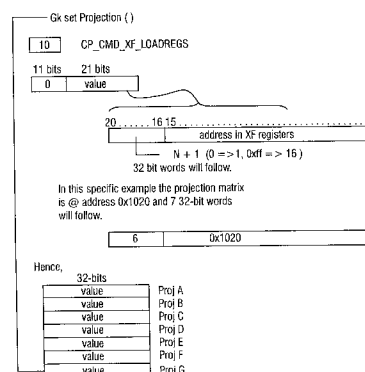 Gk set Projection ( )
10 CP_CMD_XF_LOADREGS
11 bits 21 bits
0 value
20 . . . . . . 16 15 . . . . . . . . . . . . . . . . . . . . . . . . . . . . . .
address in XF registers
N + 1 (0 =>1, 0xff = > 16 )
32 bit words will follow.
In this specific example the projection matrix
is @ address 0x1020 and 7 32-bit words
will follow.
6 0x1020
Hence,
32-bits
value Proj A
value Proj B
value Proj C
value Proj D
value Proj E
value Proj F
value Proj G